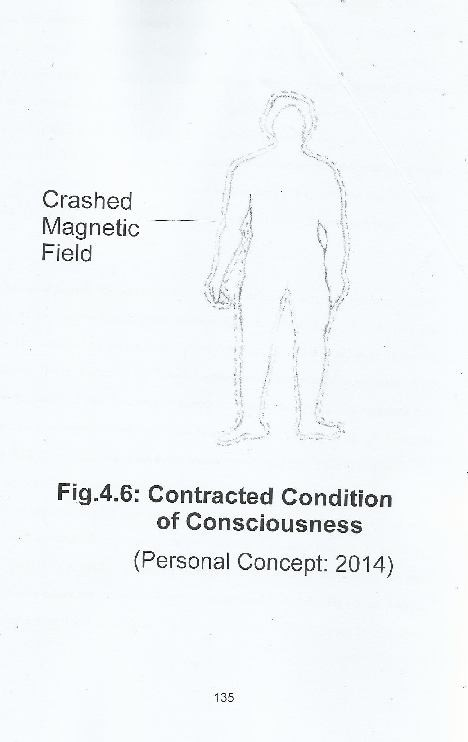 Crashed
Magnetic
Field
Fig.4.6: Contracted Condition
of Consciousness
(Personal Concept: 2014)
135